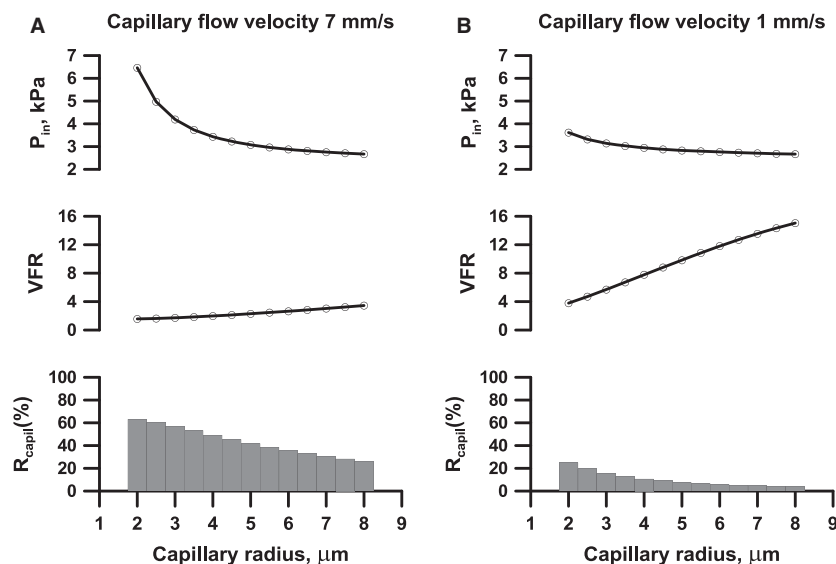 A
Capillary flow velocity 7 mm/s
P_in, kPa
7
6
5
4
3
2
VFR
16
12
8
4
0
R_capil(%)
100
80
60
40
20
0
1 2 3 4 5 6 7 8 9
Capillary radius, μm
B
Capillary flow velocity 1 mm/s
P_in, kPa
7
6
5
4
3
2
VFR
16
12
8
4
0
R_capil(%)
100
80
60
40
20
0
1 2 3 4 5 6 7 8 9
Capillary radius, μm